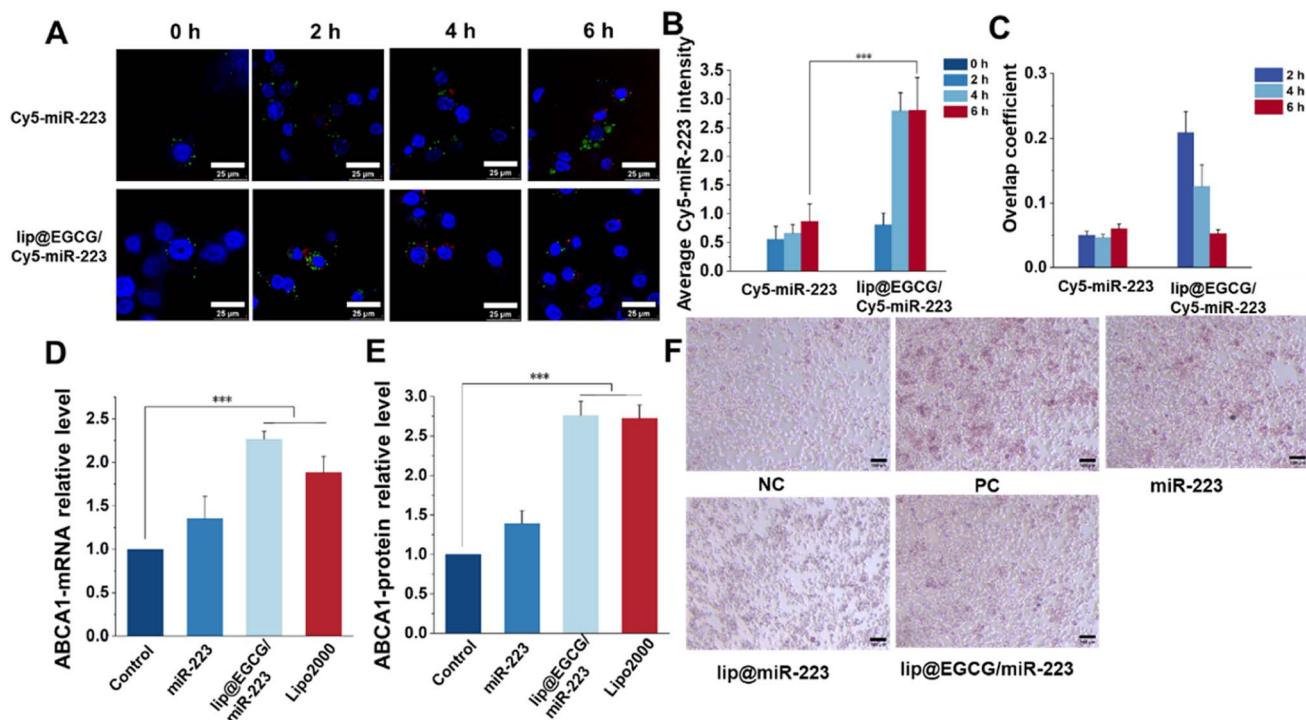 A
0 h
2 h
4 h
6 h
Cy5-miR-223
25 μm
25 μm
25 μm
25 μm
lip@EGCG/
Cy5-miR-223
25 μm
25 μm
25 μm
25 μm
B
Average Cy5-miR-223 intensity
3.5
3.0
2.5
2.0
1.5
1.0
0.5
0.0
***
0 h
2 h
4 h
6 h
Cy5-miR-223
lip@EGCG/
Cy5-miR-223
C
Overlap coefficient
0.3
0.2
0.1
0.0
2 h
4 h
6 h
Cy5-miR-223
lip@EGCG/
Cy5-miR-223
D
ABCA1-mRNA relative level
2.5
2.0
1.5
1.0
0.5
0.0
***
Control
miR-223
lip@EGCG/
miR-223
Lipo2000
E
ABCA1-protein relative level
3.0
2.5
2.0
1.5
1.0
0.5
0.0
***
Control
miR-223
lip@EGCG/
miR-223
Lipo2000
F
NC
PC
miR-223
lip@miR-223
lip@EGCG/miR-223